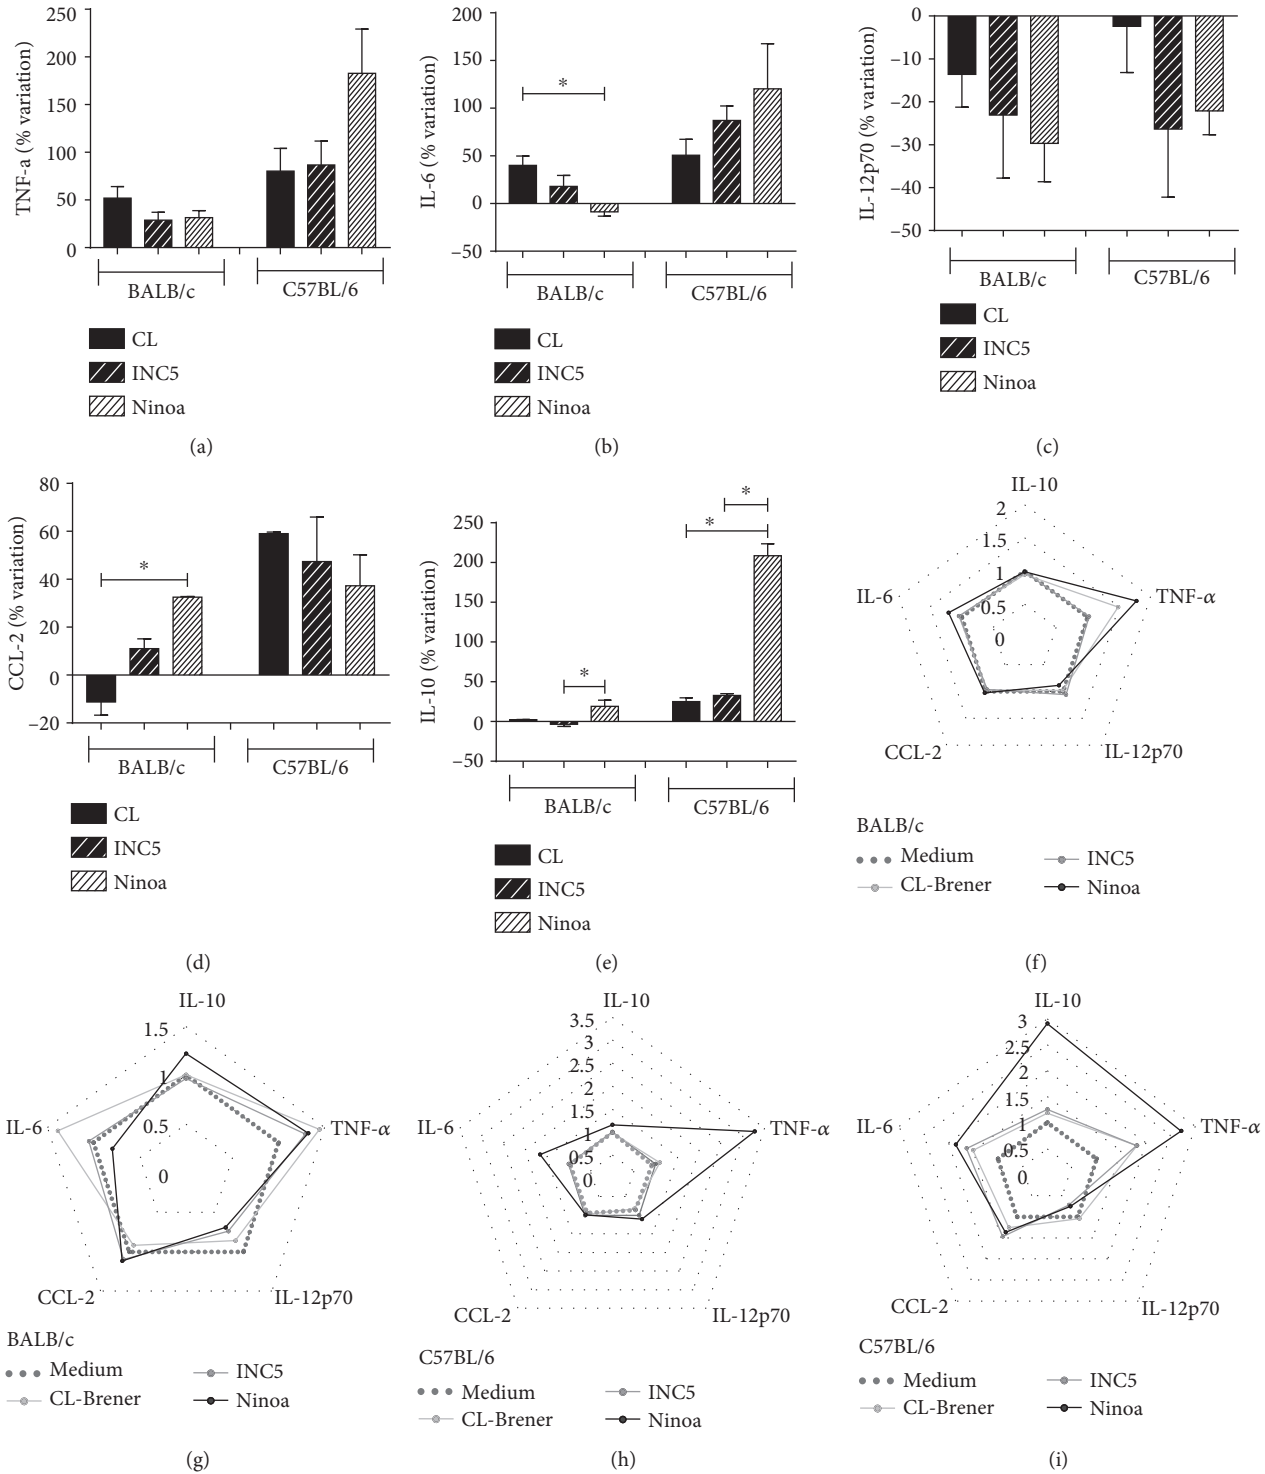 TNF-a (% variation)
250
200
150
100
50
0
BALB/c
C57BL/6
CL
INC5
Ninoa
(a)
IL-6 (% variation)
200
150
100
50
0
−50
*
BALB/c
C57BL/6
CL
INC5
Ninoa
(b)
IL-12p70 (% variation)
0
−10
−20
−30
−40
−50
BALB/c
C57BL/6
CL
INC5
Ninoa
(c)
CCL-2 (% variation)
80
60
40
20
0
−20
*
BALB/c
C57BL/6
CL
INC5
Ninoa
(d)
IL-10 (% variation)
250
200
150
100
50
0
−50
*
*
*
BALB/c
C57BL/6
CL
INC5
Ninoa
(e)
IL-10
2
1.5
1
0.5
0
IL-6
TNF-α
CCL-2
IL-12p70
BALB/c
Medium
INC5
CL-Brener
Ninoa
(f)
IL-10
1.5
1
0.5
0
IL-6
TNF-α
CCL-2
IL-12p70
BALB/c
Medium
INC5
CL-Brener
Ninoa
(g)
IL-10
3.5
3
2.5
2
1.5
1
0.5
0
IL-6
TNF-α
CCL-2
IL-12p70
C57BL/6
Medium
INC5
CL-Brener
Ninoa
(h)
IL-10
3
2.5
2
1.5
1
0.5
0
IL-6
TNF-α
CCL-2
IL-12p70
C57BL/6
Medium
INC5
CL-Brener
Ninoa
(i)